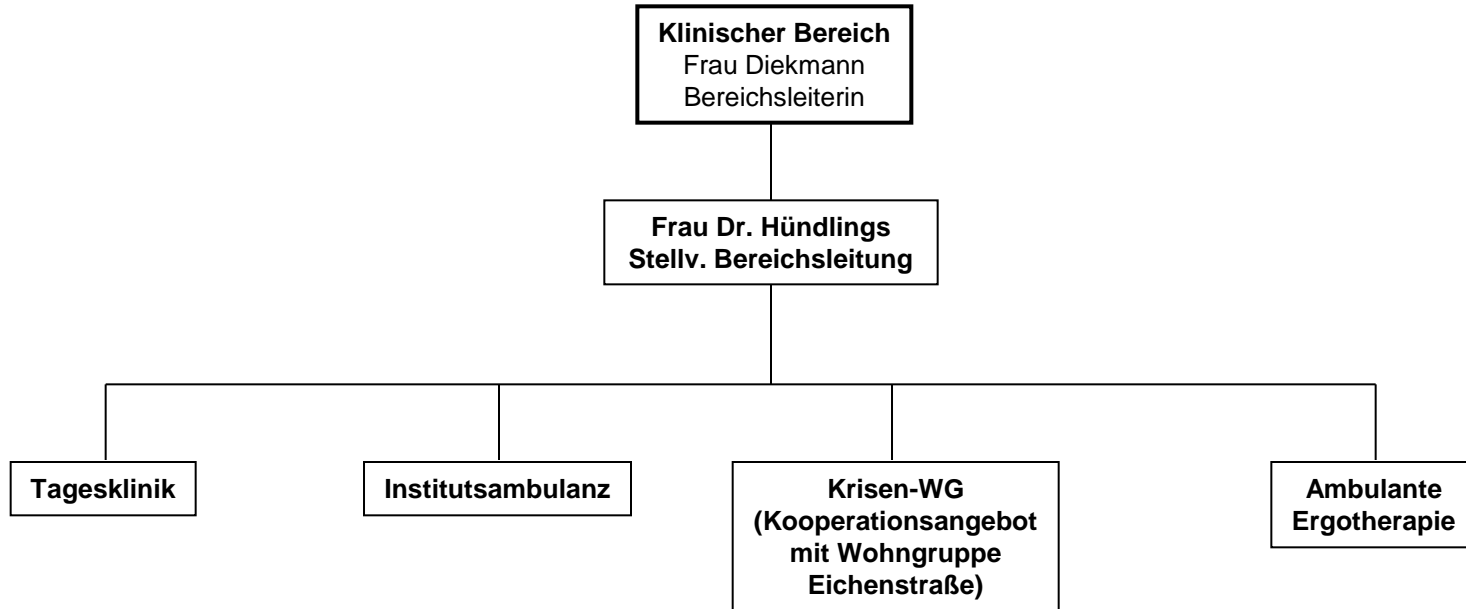 Klinischer Bereich
Frau Diekmann
Bereichsleiterin
Frau Dr. Hündlings
Stellv. Bereichsleitung
Tagesklinik
Institutsambulanz
Krisen-WG
(Kooperationsangebot
mit Wohngruppe
Eichenstraße)
Ambulante
Ergotherapie